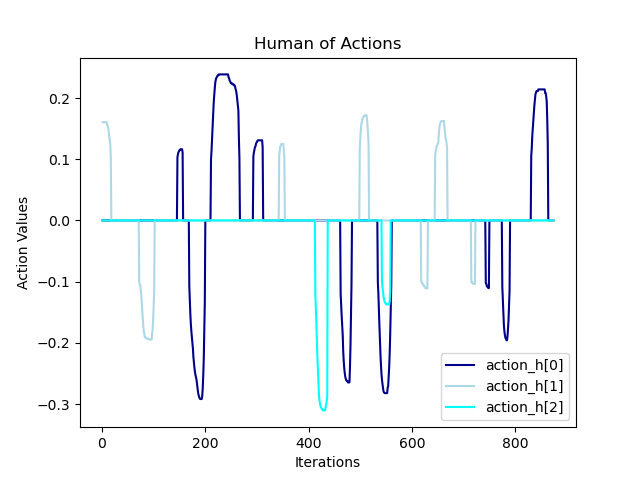 Human of Actions
Action Values
0.2
0.1
0.0
−0.1
−0.2
−0.3
0
200
400
600
800
Iterations
action_h[0]
action_h[1]
action_h[2]